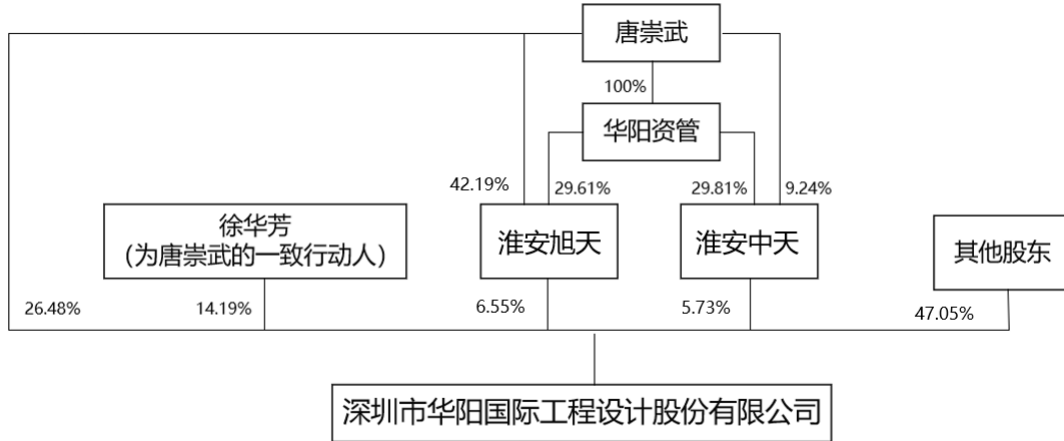 唐崇武
100%
华阳资管
42.19%
29.61%
29.81%
9.24%
徐华芳
（为唐崇武的一致行动人）
淮安旭天
淮安中天
其他股东
26.48%
14.19%
6.55%
5.73%
47.05%
深圳市华阳国际工程设计股份有限公司